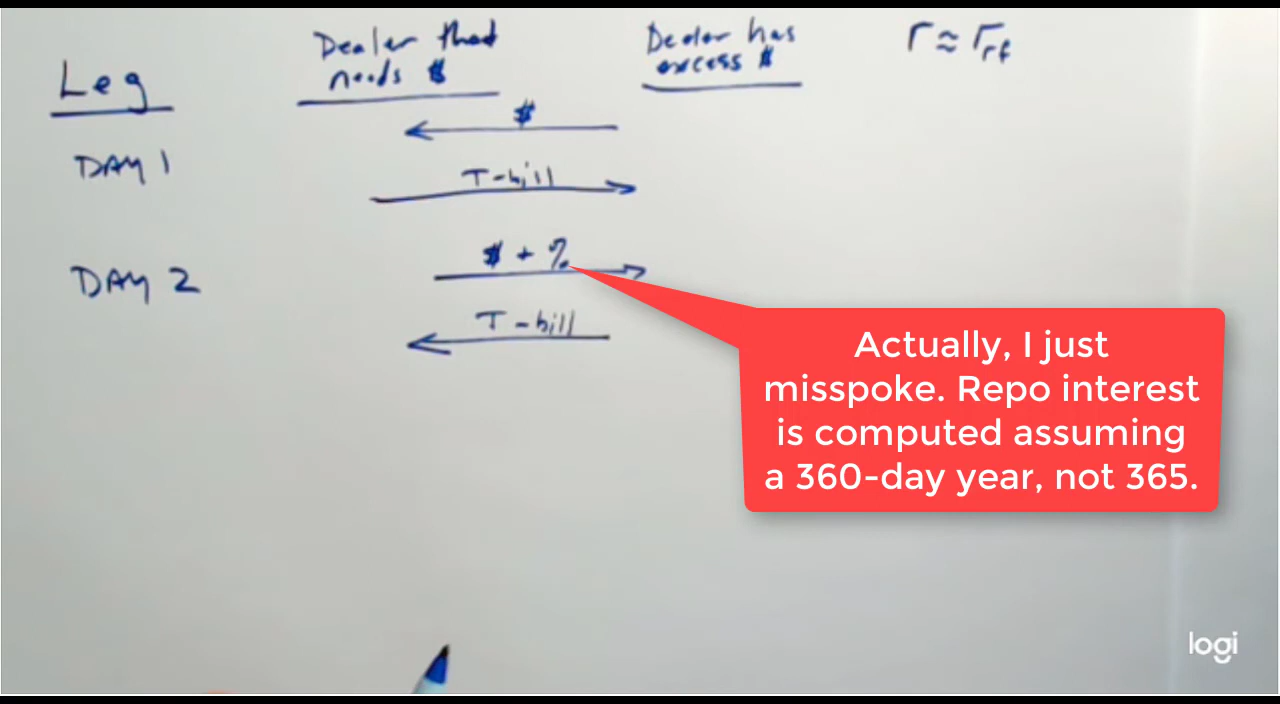 Leg
Dealer that
needs $
Dealer has
excess $
r ≈ r_rf
DAY 1
$
T-bill
DAY 2
$ + %
T-bill
Actually, I just
misspoke. Repo interest
is computed assuming
a 360-day year, not 365.
logi